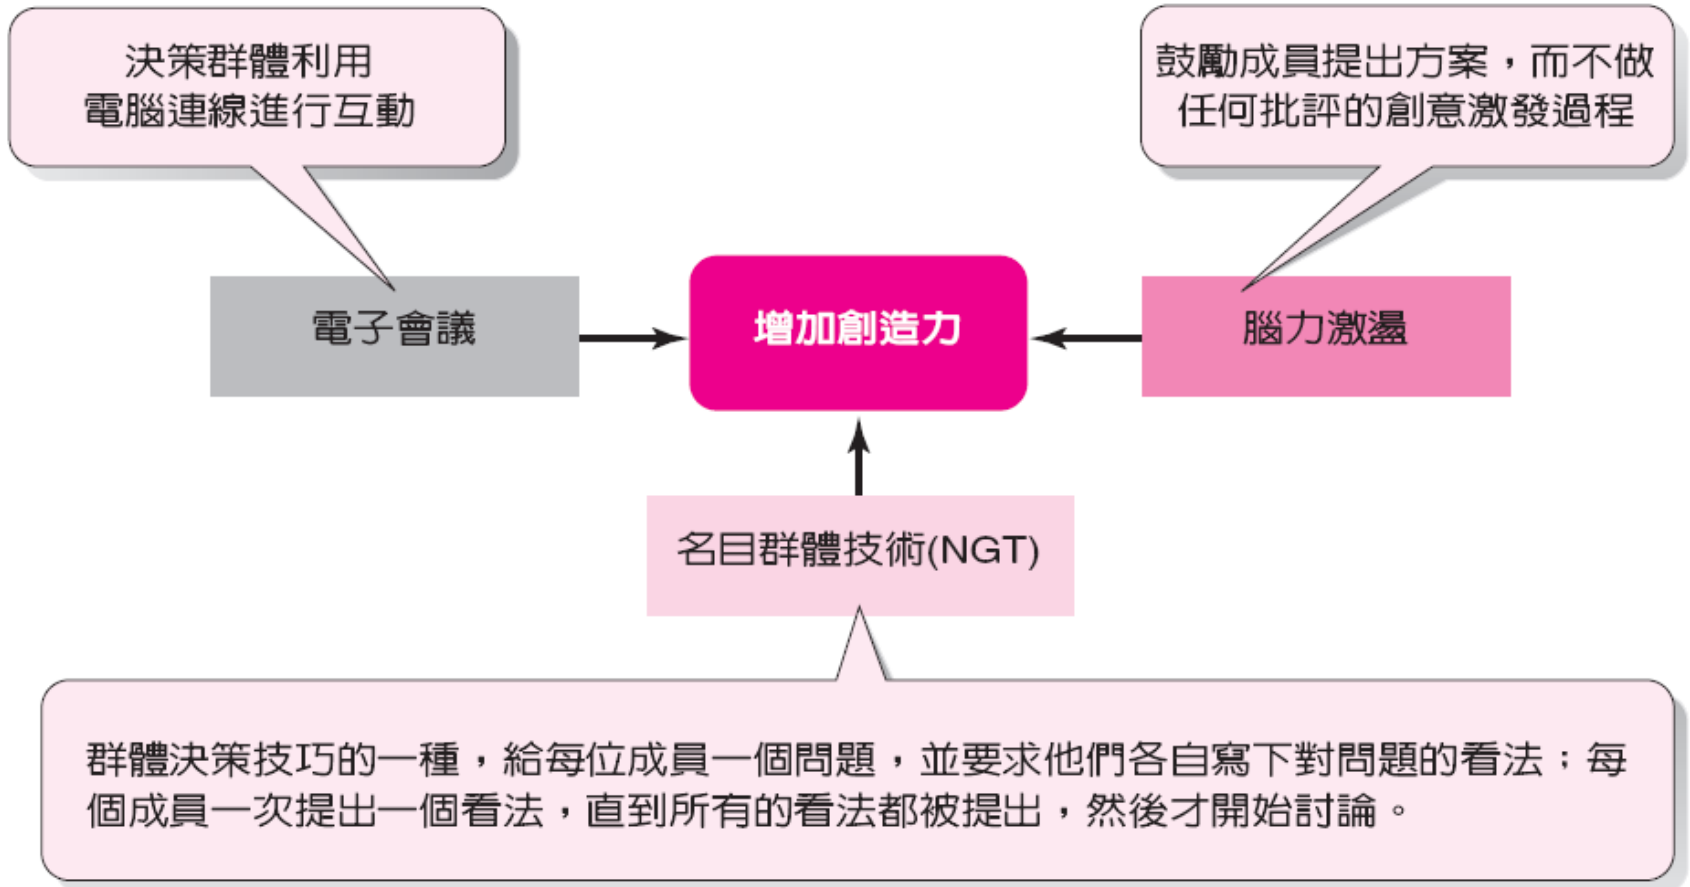 決策群體利用
電腦連線進行互動
鼓勵成員提出方案，而不做
任何批評的創意激發過程
電子會議
增加創造力
腦力激盪
名目群體技術(NGT)
群體決策技巧的一種，給每位成員一個問題，並要求他們各自寫下對問題的看法；每
個成員一次提出一個看法，直到所有的看法都被提出，然後才開始討論。